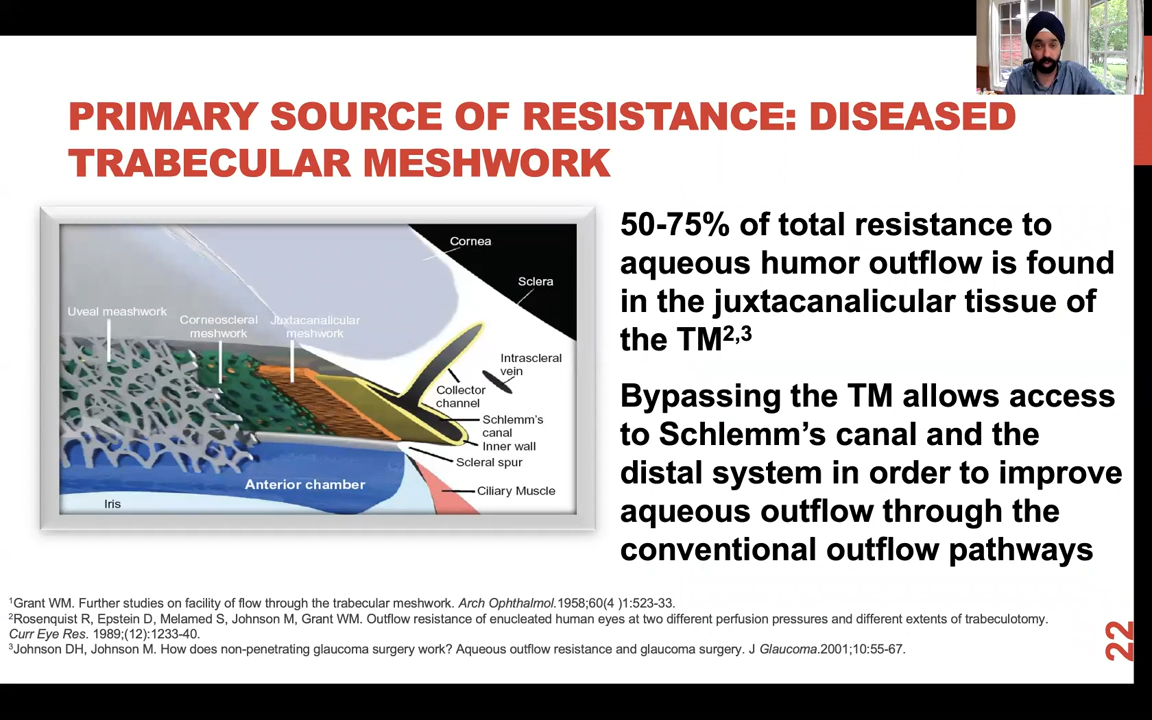 PRIMARY SOURCE OF RESISTANCE: DISEASED
TRABECULAR MESHWORK
Cornea
Sclera
Uveal meashwork
Corneoscleral
meshwork
Juxtacanalicular
meshwork
Intrascleral
vein
Collector
channel
Schlemm's
canal
Inner wall
Scleral spur
Anterior chamber
Ciliary Muscle
Iris
50-75% of total resistance to
aqueous humor outflow is found
in the juxtacanalicular tissue of
the TM2,3
Bypassing the TM allows access
to Schlemm's canal and the
distal system in order to improve
aqueous outflow through the
conventional outflow pathways
1Grant WM. Further studies on facility of flow through the trabecular meshwork. Arch Ophthalmol.1958;60(4 )1:523-33.
2Rosenquist R, Epstein D, Melamed S, Johnson M, Grant WM. Outflow resistance of enucleated human eyes at two different perfusion pressures and different extents of trabeculotomy.
Curr Eye Res. 1989;(12):1233-40.
3Johnson DH, Johnson M. How does non-penetrating glaucoma surgery work? Aqueous outflow resistance and glaucoma surgery. J Glaucoma.2001;10:55-67.
22